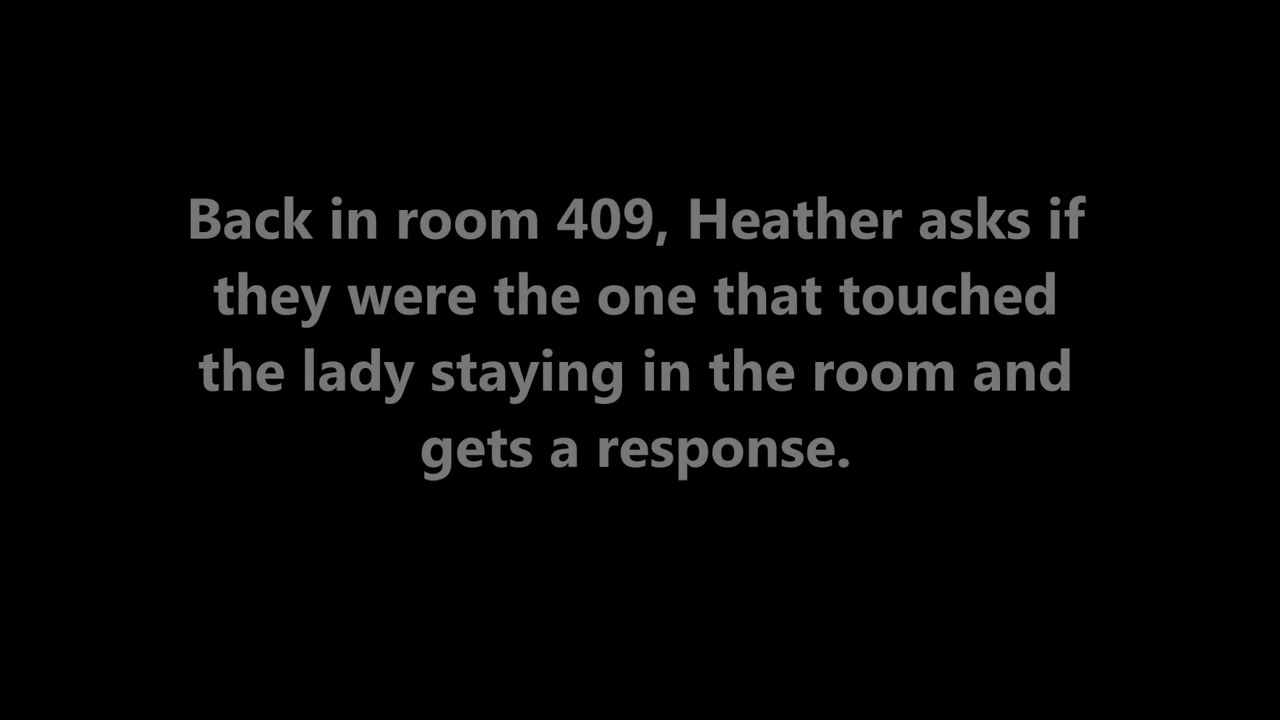 Back in room 409, Heather asks if
they were the one that touched
the lady staying in the room and
gets a response.